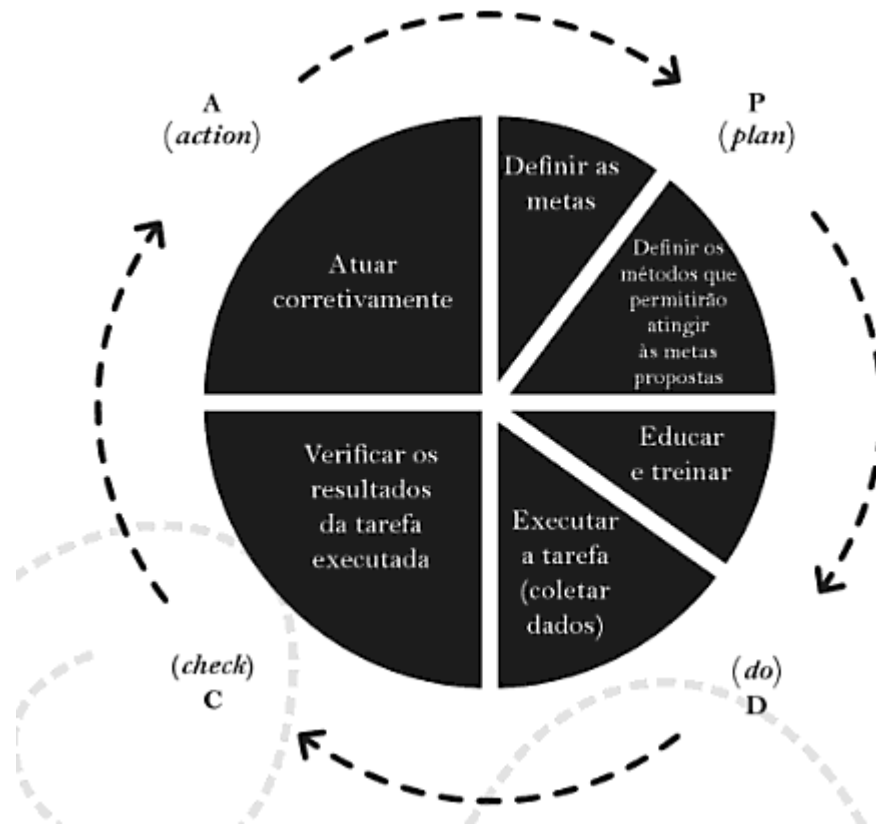 A
(action)
P
(plan)
Definir as
metas
Definir os
métodos que
permitirão
atingir
às metas
propostas
Atuar
corretivamente
Educar
e treinar
Executar
a tarefa
(coletar
dados)
Verificar os
resultados
da tarefa
executada
(check)
C
(do)
D